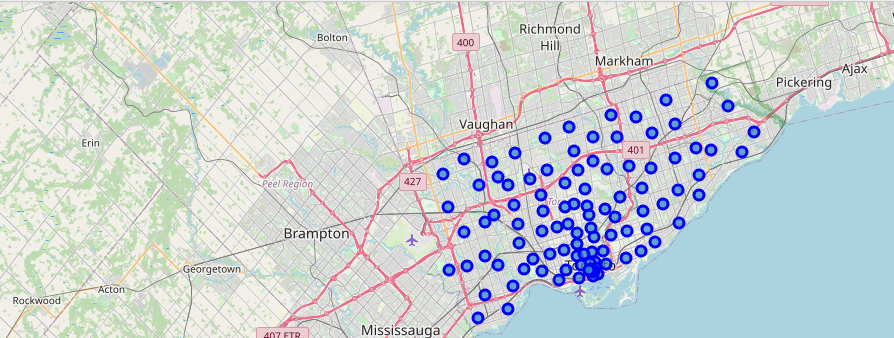 Bolton
400
Richmond
Hill
Markham
Ajax
Pickering
Vaughan
Erin
401
Peel Region
427
Brampton
Georgetown
Acton
Rockwood
Mississauga
407 ETR